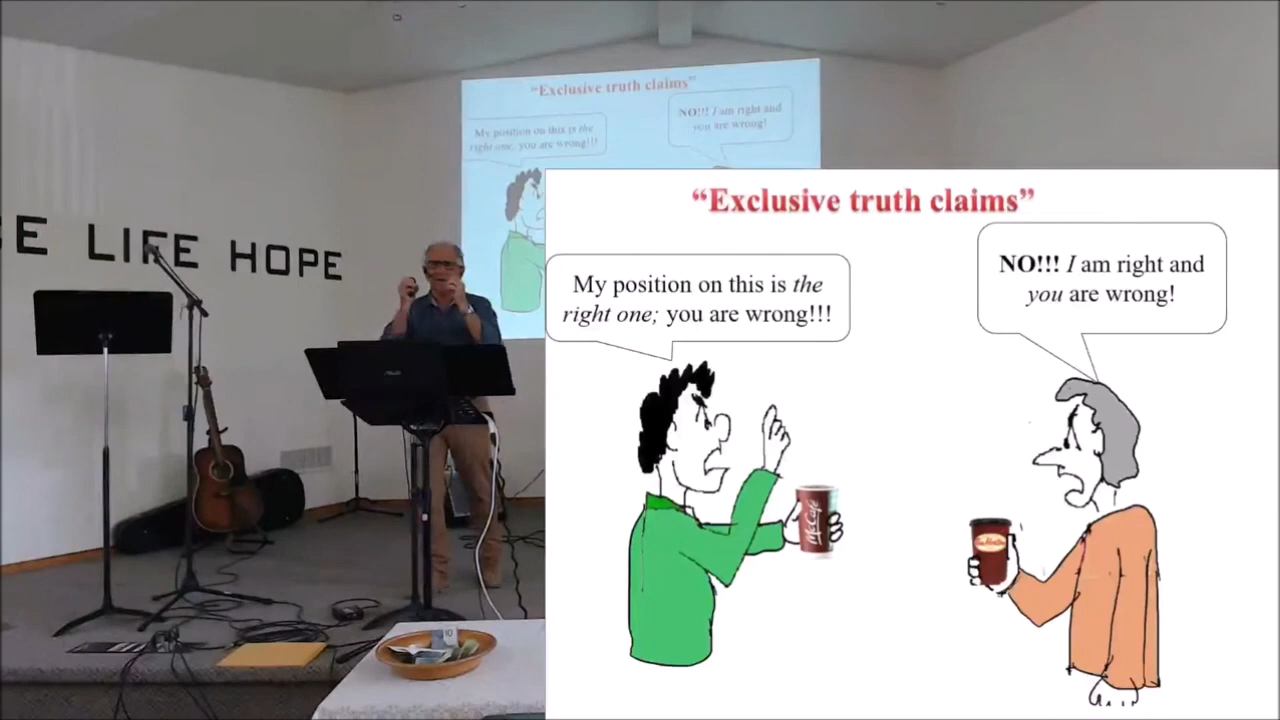 “Exclusive truth claims”
My position on this is the
right one; you are wrong!!!
NO!!! I am right and
you are wrong!
E LIFE HOPE
“Exclusive truth claims”
My position on this is the
right one; you are wrong!!!
NO!!! I am right and
you are wrong!
McCafé
10